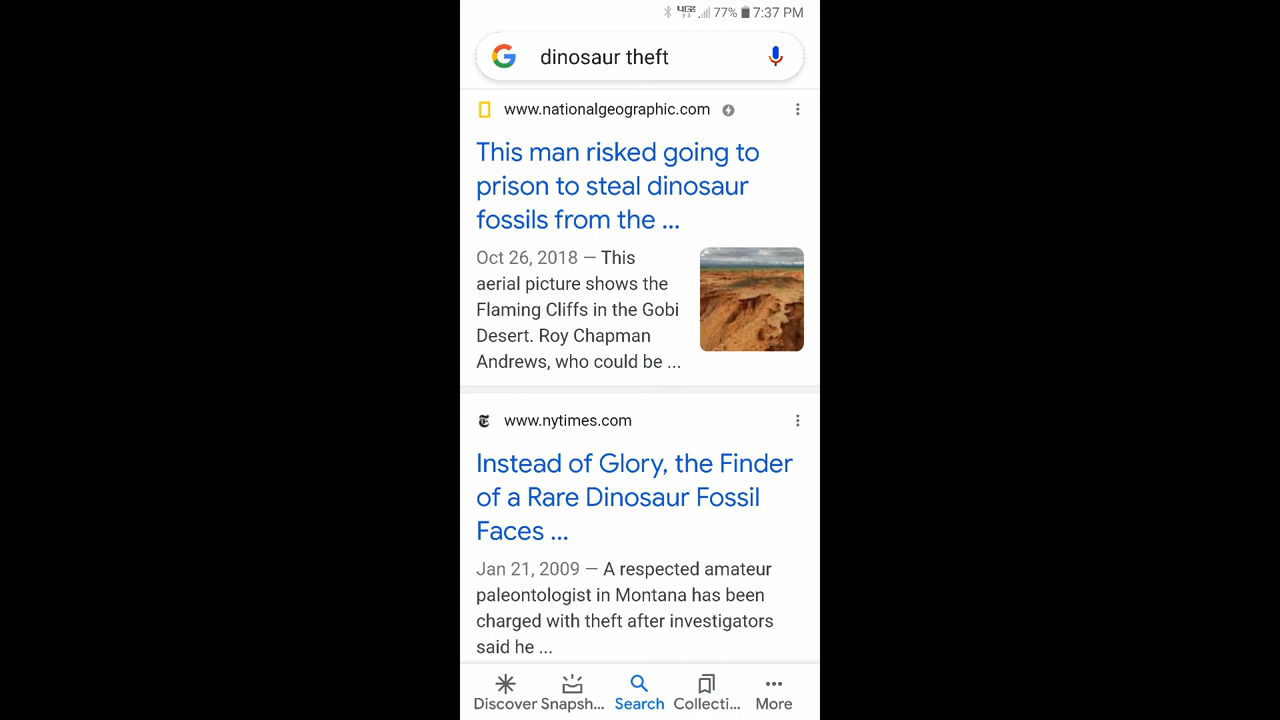 4G 77% 7:37 PM
dinosaur theft
www.nationalgeographic.com
This man risked going to
prison to steal dinosaur
fossils from the ...
Oct 26, 2018 — This
aerial picture shows the
Flaming Cliffs in the Gobi
Desert. Roy Chapman
Andrews, who could be ...
www.nytimes.com
Instead of Glory, the Finder
of a Rare Dinosaur Fossil
Faces ...
Jan 21, 2009 — A respected amateur
paleontologist in Montana has been
charged with theft after investigators
said he ...
Discover Snapsh... Search Collecti... More